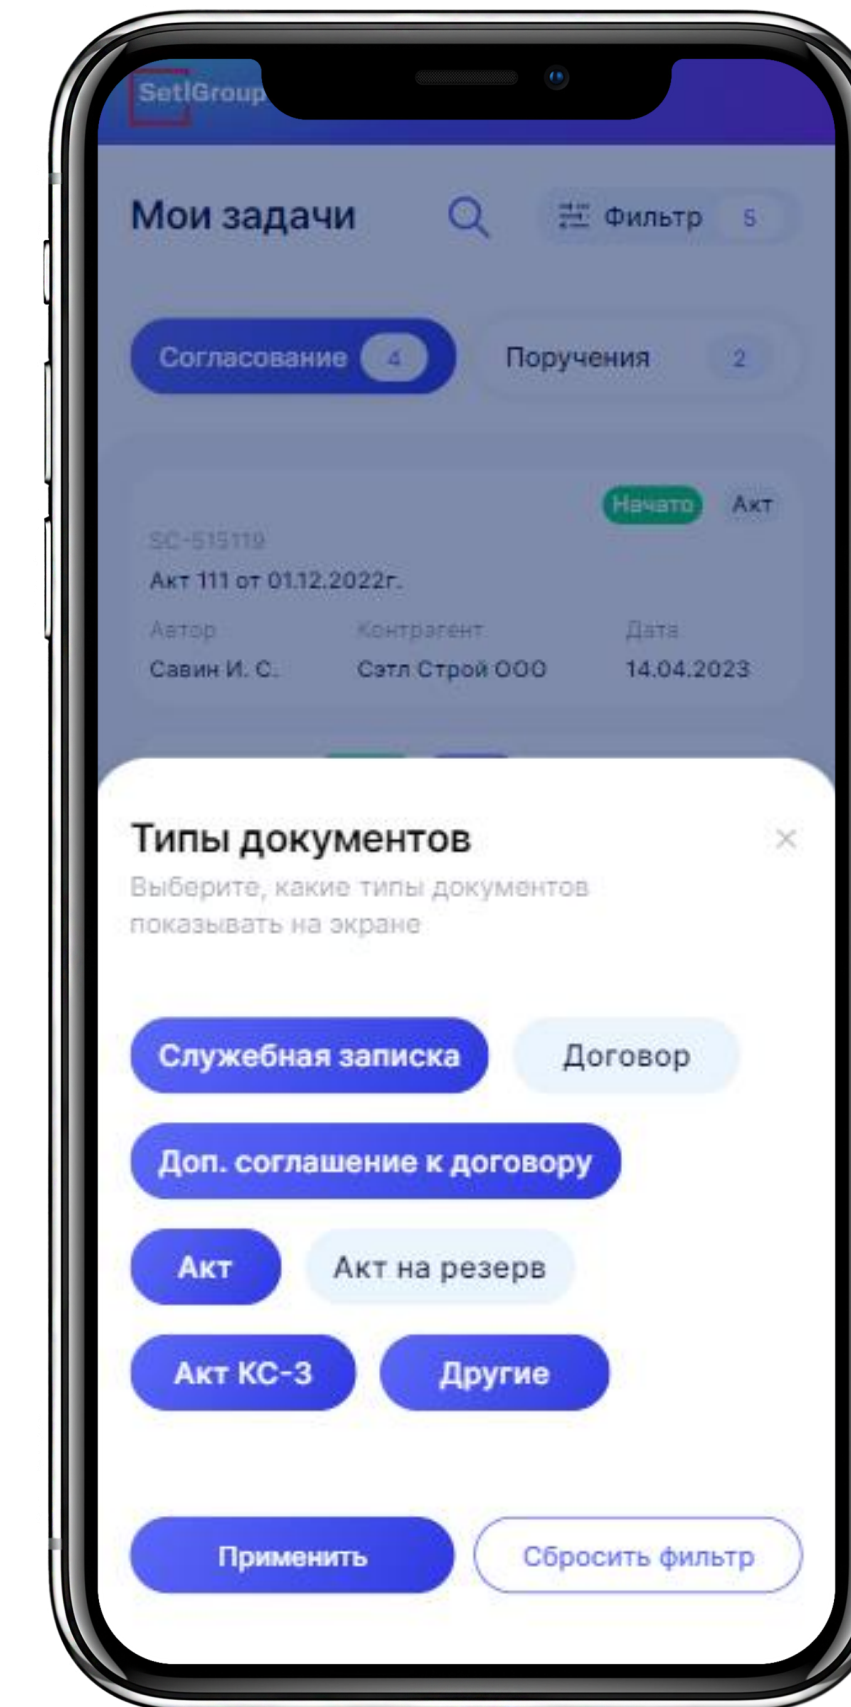 SetlGroup
Мои задачи
Фильтр 5
Согласование 4
Поручения 2
Начато Акт
SC-515119
Акт 111 от 01.12.2022г.
Автор Контрагент Дата
Савин И. С. Сэтл Строй ООО 14.04.2023
Типы документов
Выберите, какие типы документов
показывать на экране
Служебная записка Договор
Доп. соглашение к договору
Акт Акт на резерв
Акт КС-3 Другие
Применить Сбросить фильтр